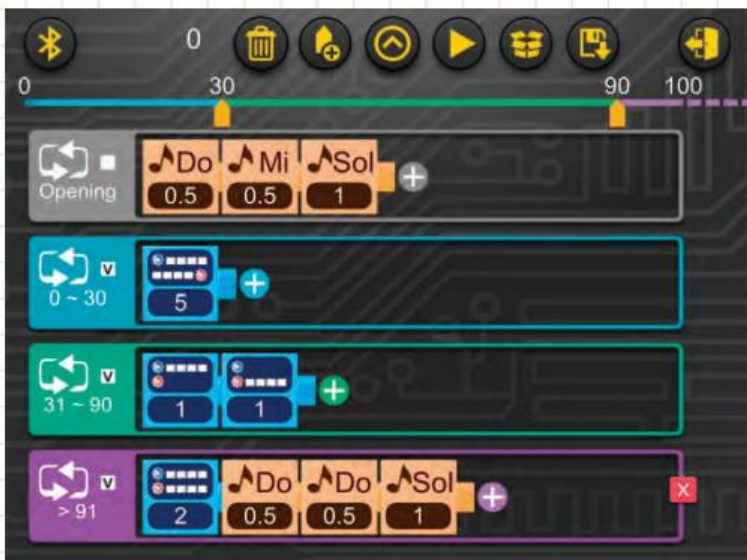 0
0 30 90 100
Do Mi Sol
Opening
0.5 0.5 1
V
0 ~ 30
5
V
31 ~ 90
1 1
Do Do Sol
V
X
> 91
2 0.5 0.5 1